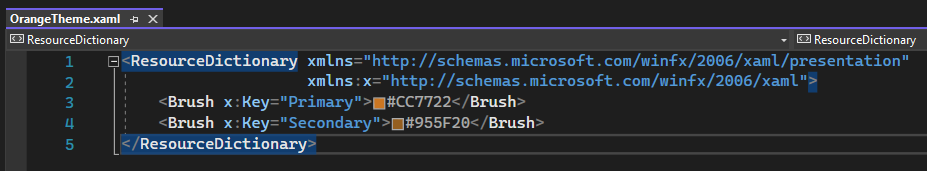 OrangeTheme.xaml
ResourceDictionary ResourceDictionary
1 <ResourceDictionary xmlns="http://schemas.microsoft.com/winfx/2006/xaml/presentation"
2 xmlns:x="http://schemas.microsoft.com/winfx/2006/xaml">
3 <Brush x:Key="Primary">#CC7722</Brush>
4 <Brush x:Key="Secondary">#955F20</Brush>
5 </ResourceDictionary>